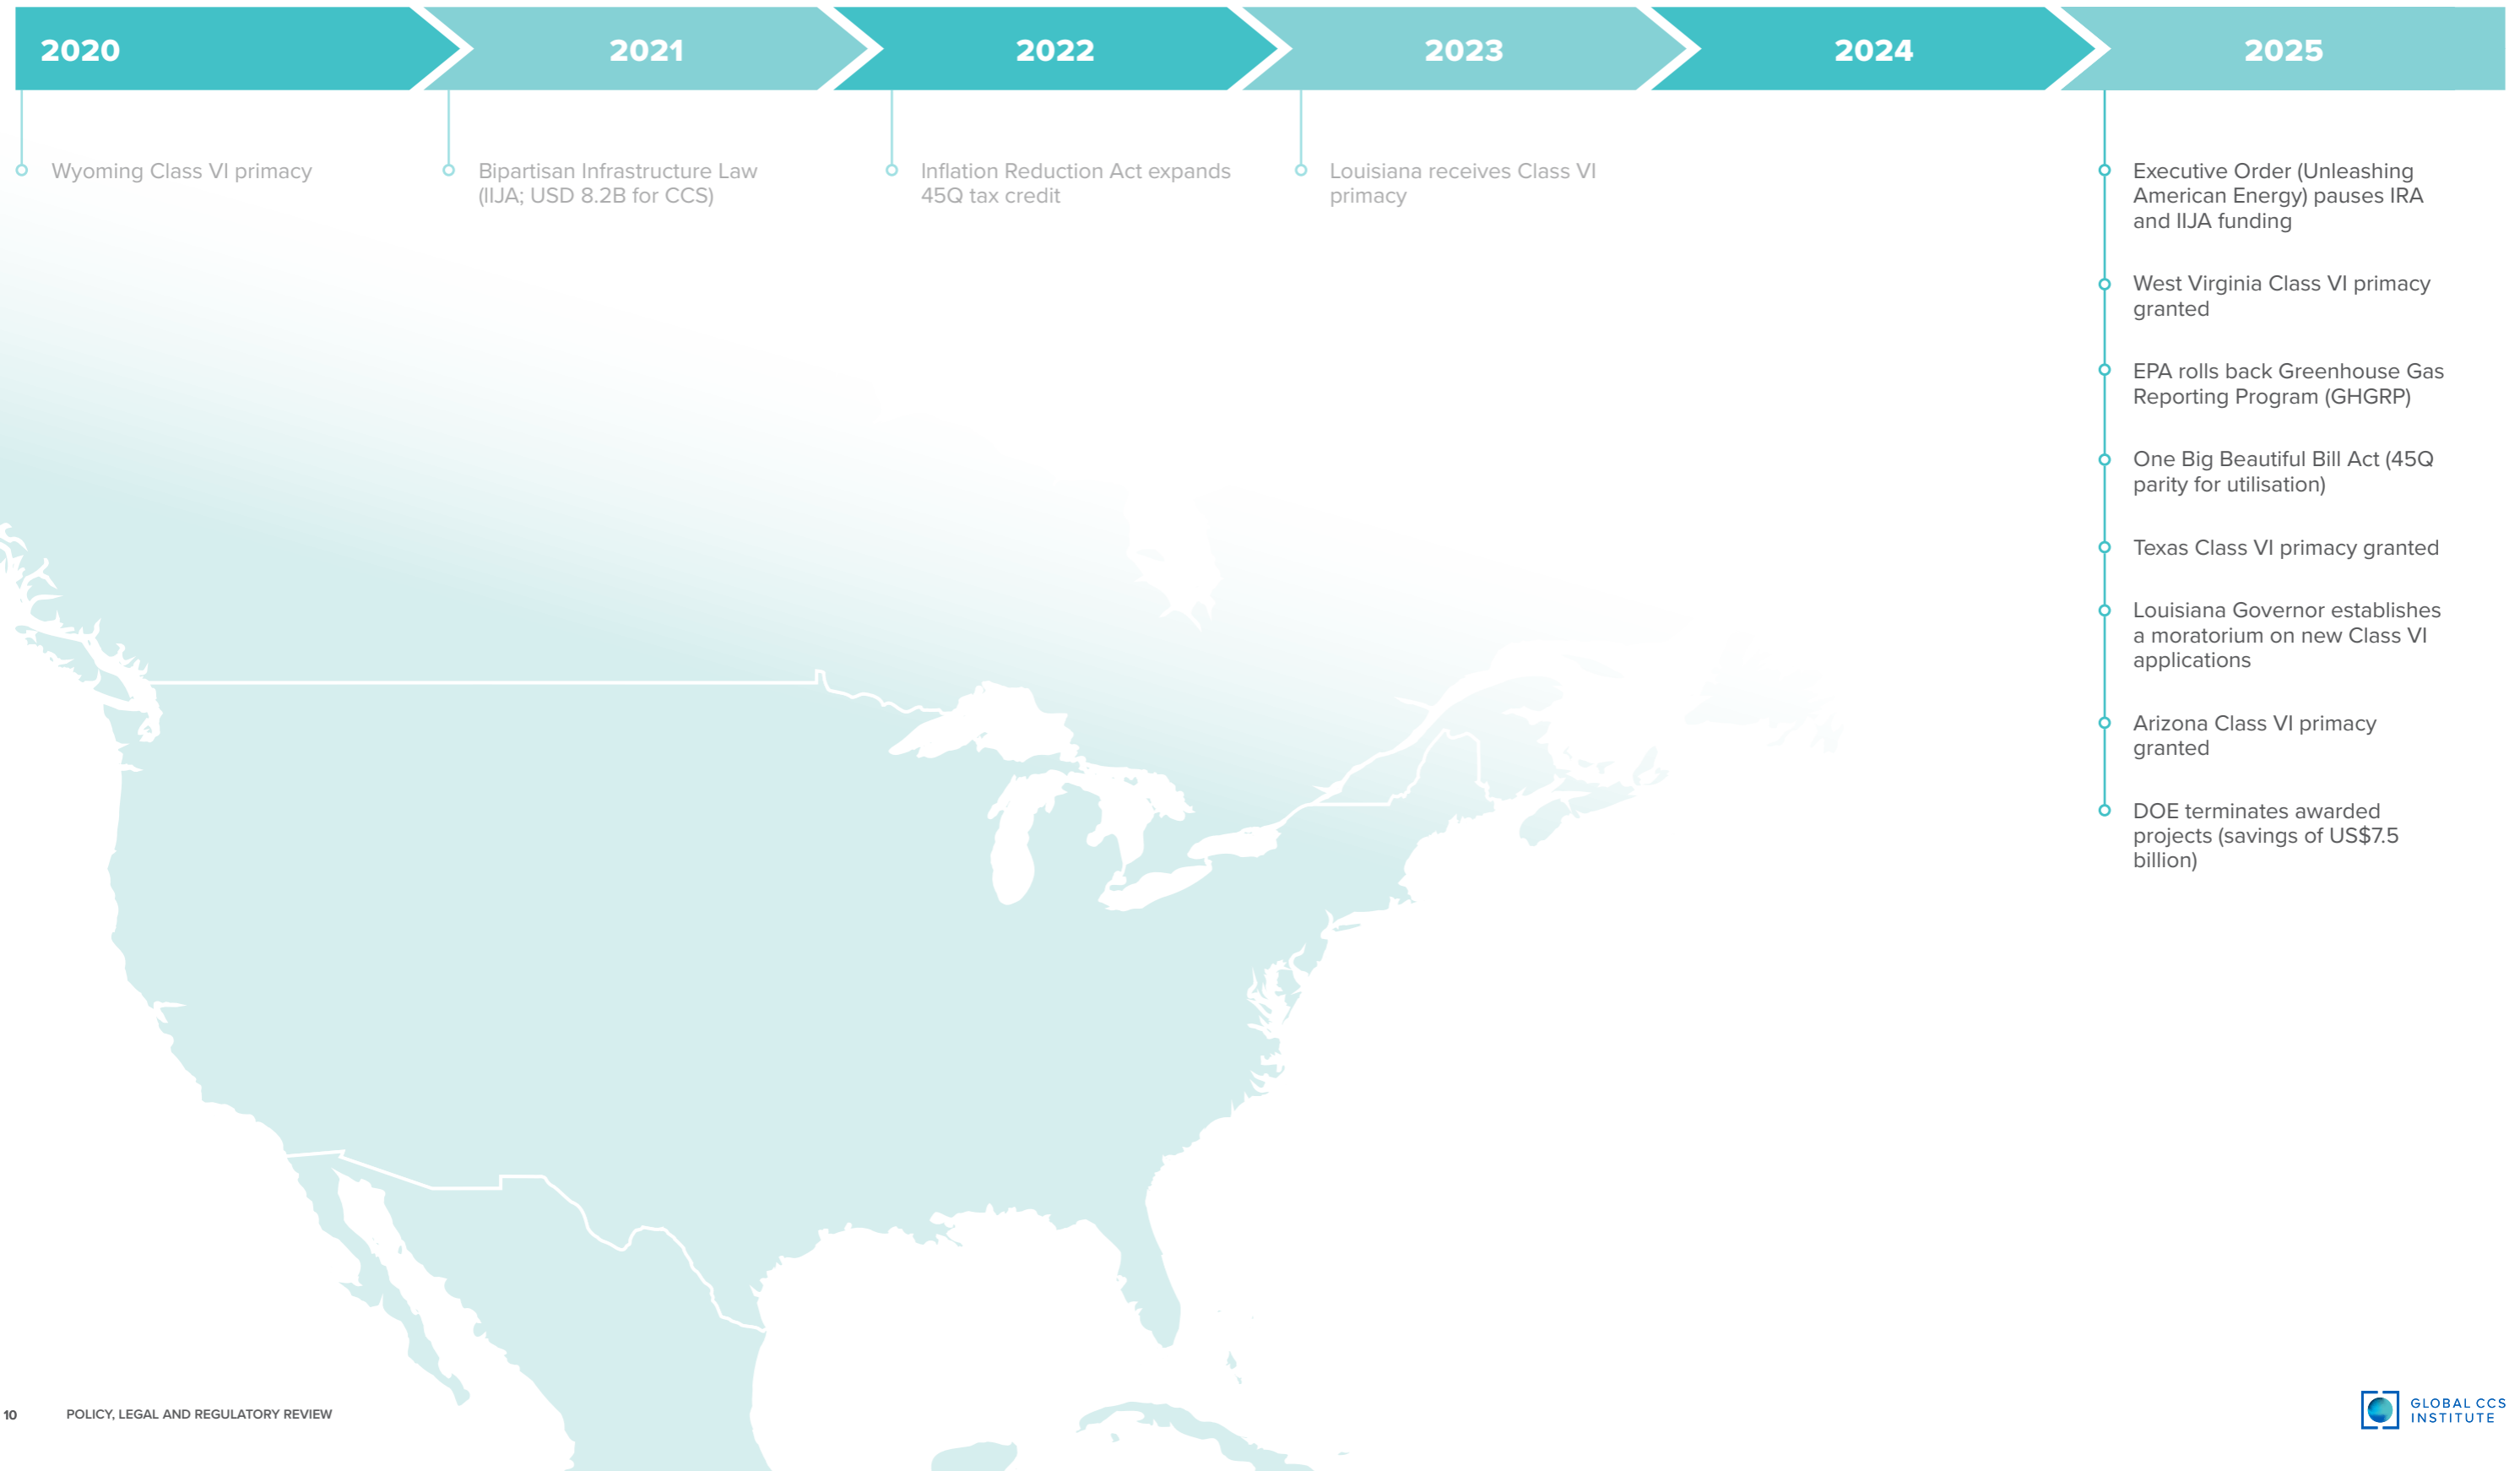 2020
2021
2022
2023
2024
2025
Wyoming Class VI primacy
Bipartisan Infrastructure Law
(IIJA; USD 8.2B for CCS)
Inflation Reduction Act expands
45Q tax credit
Louisiana receives Class VI
primacy
Executive Order (Unleashing
American Energy) pauses IRA
and IIJA funding
West Virginia Class VI primacy
granted
EPA rolls back Greenhouse Gas
Reporting Program (GHGRP)
One Big Beautiful Bill Act (45Q
parity for utilisation)
Texas Class VI primacy granted
Louisiana Governor establishes
a moratorium on new Class VI
applications
Arizona Class VI primacy
granted
DOE terminates awarded
projects (savings of US$7.5
billion)
10 POLICY, LEGAL AND REGULATORY REVIEW
GLOBAL CCS
INSTITUTE